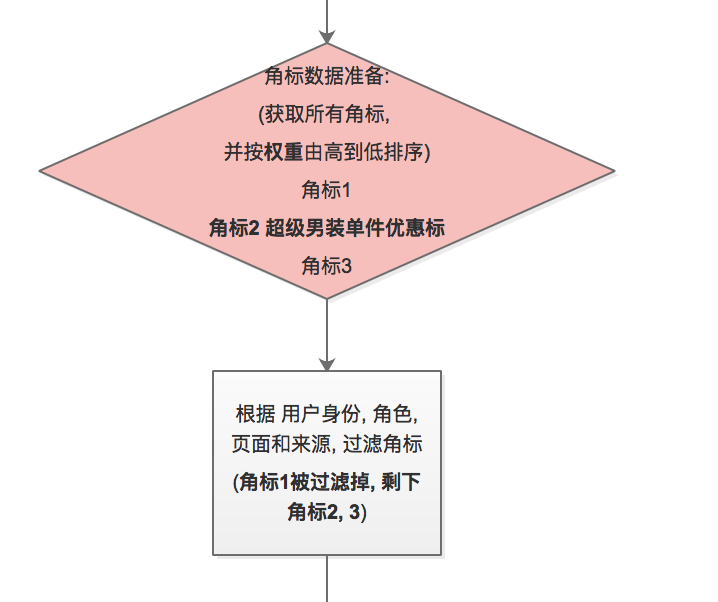 角标数据准备:
(获取所有角标,
并按权重由高到低排序)
角标1
角标2 超级男装单件优惠标
角标3
根据 用户身份, 角色,
页面和来源, 过滤角标
(角标1被过滤掉, 剩下
角标2, 3)